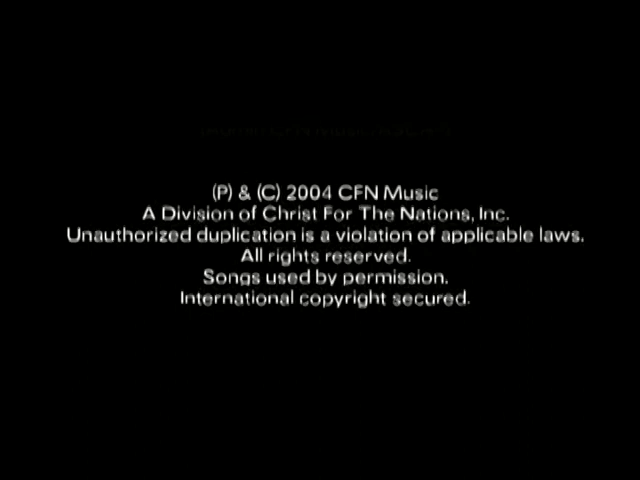 (P) & (C) 2004 CFN Music
A Division of Christ For The Nations, Inc.
Unauthorized duplication is a violation of applicable laws.
All rights reserved.
Songs used by permission.
International copyright secured.